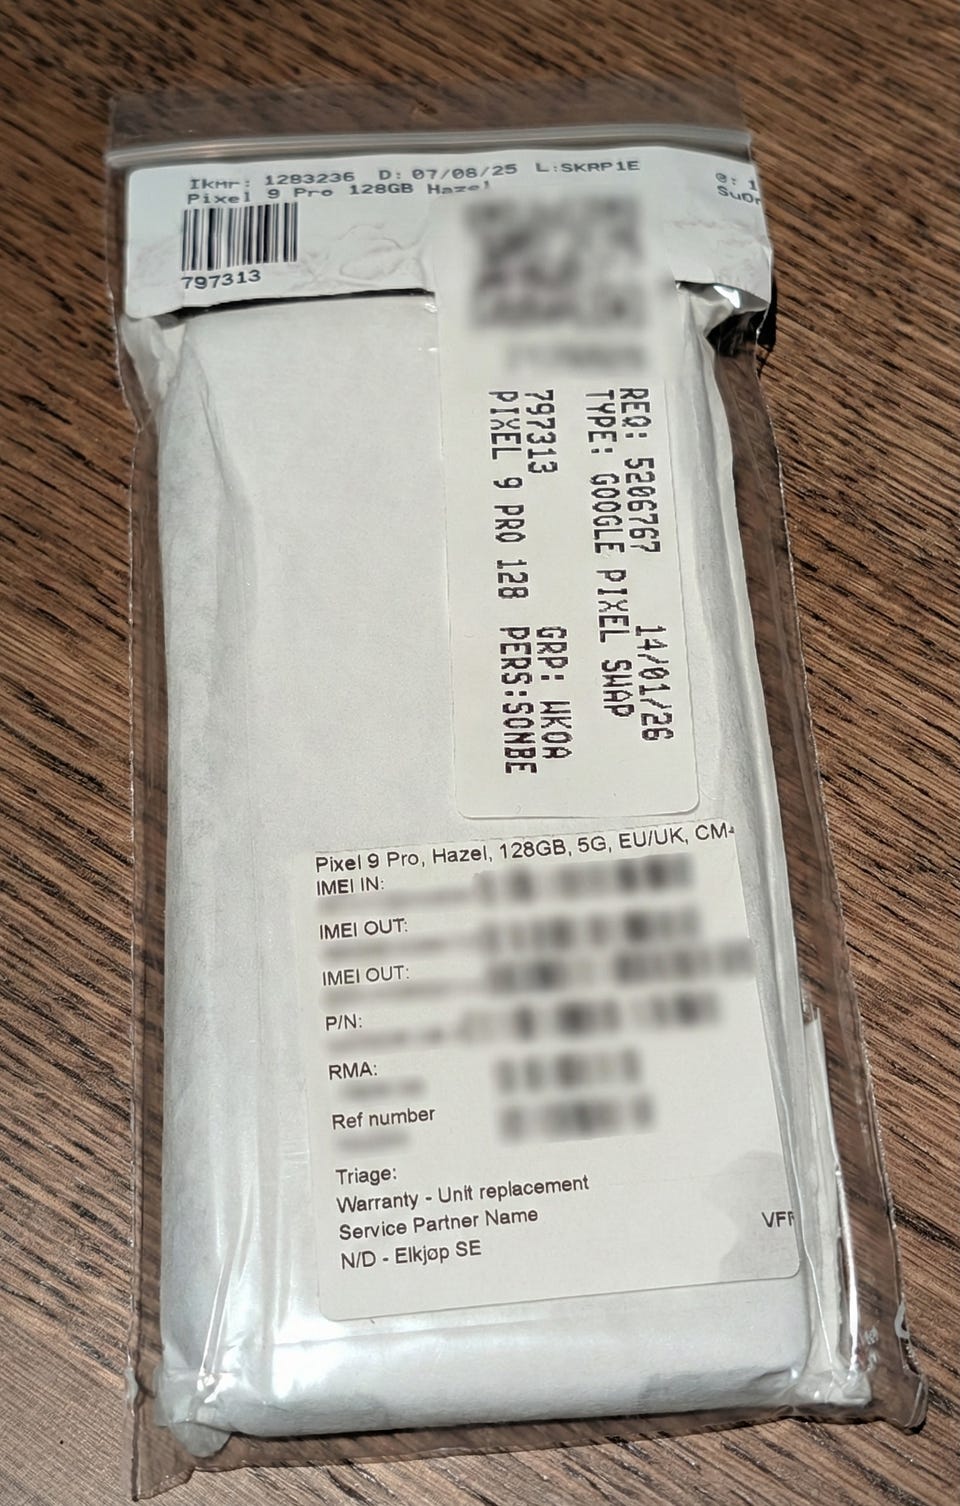 IkMr: 1283236 D: 07/08/25 L:SKRP1E
Pixel 9 Pro 128GB Hazel
797313
REQ: 5206767 14/01/26
TYPE: GOOGLE PIXEL SWAP
797313 GRP: WKOA
PIXEL 9 PRO 128 PERS:SONBE
Pixel 9 Pro, Hazel, 128GB, 5G, EU/UK, CM
IMEI IN:
IMEI OUT:
IMEI OUT:
P/N:
RMA:
Ref number
Triage:
Warranty - Unit replacement
Service Partner Name
N/D - Elkjøp SE